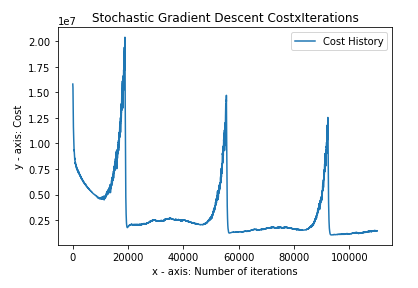 Stochastic Gradient Descent CostxIterations
1e7
Cost History
2.00
1.75
1.50
1.25
1.00
0.75
0.50
0.25
y - axis: Cost
0 20000 40000 60000 80000 100000
x - axis: Number of iterations